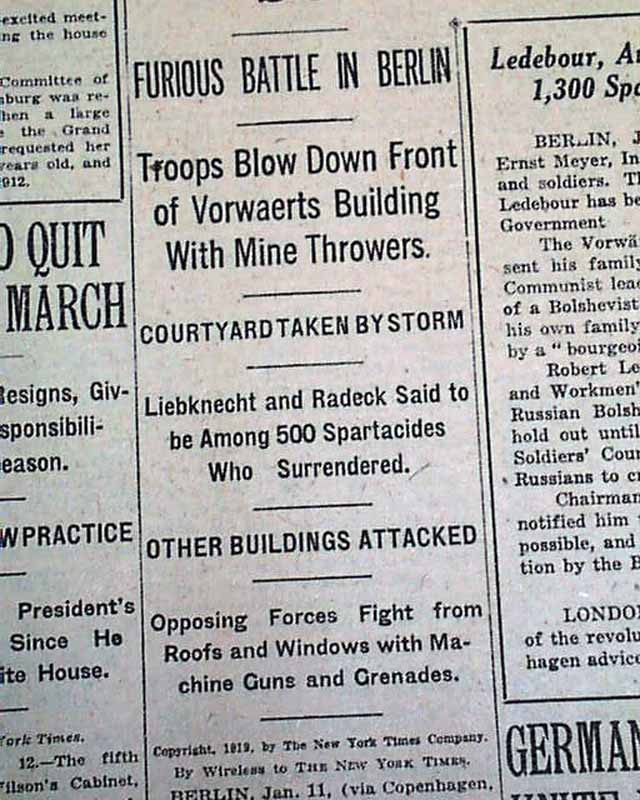 excited meet-
ng the house
Committee of
sburg was re-
hen a large
e the Grand
requested her
years old, and
912.
O QUIT
MARCH
Resigns, Giv-
sponsibili-
eason.
W PRACTICE
President's
Since He
ite House.
York Times.
12.—The fifth
Wilson's Cabinet,
FURIOUS BATTLE IN BERLIN
Troops Blow Down Front
of Vorwaerts Building
With Mine Throwers.
COURTYARD TAKEN BY STORM
Liebknecht and Radeck Said to
be Among 500 Spartacides
Who Surrendered.
OTHER BUILDINGS ATTACKED
Opposing Forces Fight from
Roofs and Windows with Ma-
chine Guns and Grenades.
Copyright, 1919, by The New York Times Company.
By Wireless to THE NEW YORK TIMES.
BERLIN, Jan. 11, (via Copenhagen,
Ledebour, A
1,300 Spa
BERLIN, J
Ernst Meyer, In
and soldiers. T
Ledebour has be
Government
The Vorwä
sent his family
Communist lea
of a Bolshevist
his own family
by a "bourgeoi
Robert Le
and Workmen'
Russian Bolsh
hold out until
Soldiers' Cour
Russians to c
Chairman
notified him
possible, and
tion by the B
LONDO
of the revolu
hagen advice
GERMAN